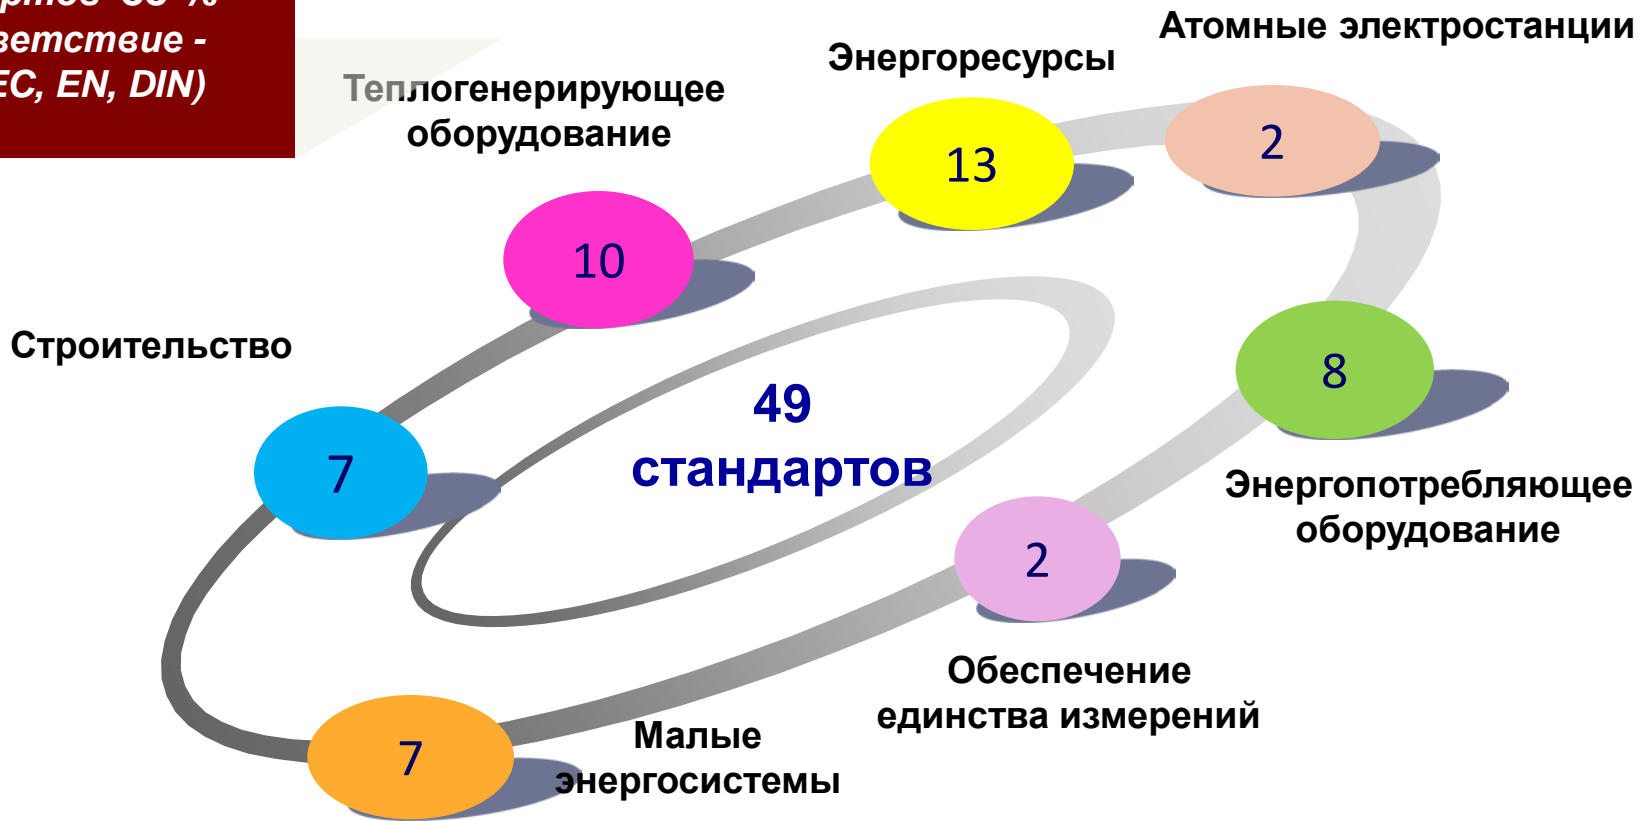 ветствие -
EC, EN, DIN)
Атомные электростанции
Энергоресурсы
Теплогенерирующее
оборудование
2
13
10
Строительство
8
49
стандартов
7
Энергопотребляющее
оборудование
2
Обеспечение
единства измерений
Малые
энергосистемы
7